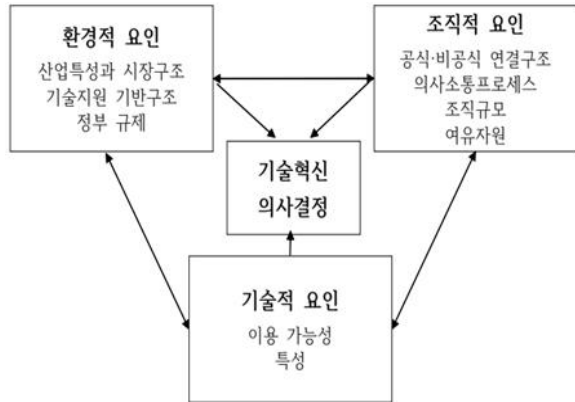 환경적 요인
산업특성과 시장구조
기술지원 기반구조
정부 규제
조직적 요인
공식·비공식 연결구조
의사소통프로세스
조직규모
여유자원
기술혁신
의사결정
기술적 요인
이용 가능성
특성